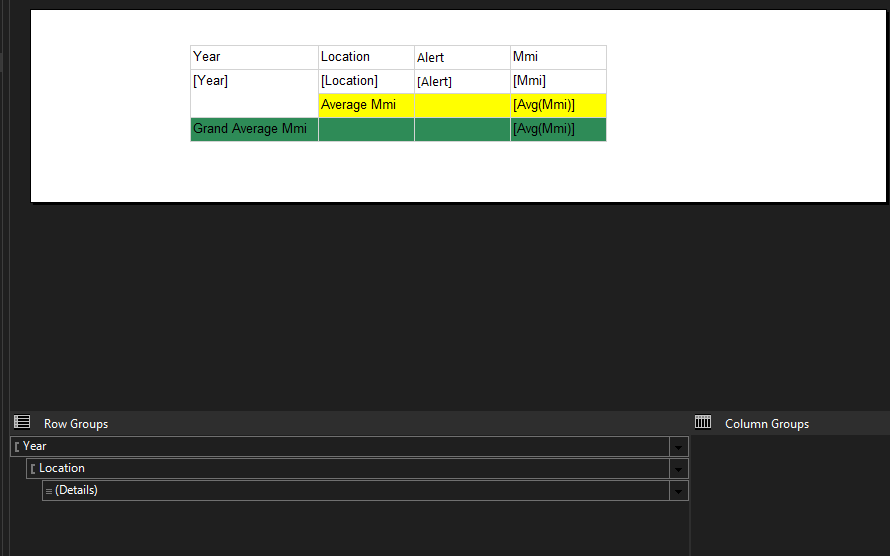 Year Location Alert Mmi
[Year] [Location] [Alert] [Mmi]
Average Mmi [Avg(Mmi)]
Grand Average Mmi [Avg(Mmi)]
Row Groups Column Groups
Year
Location
(Details)